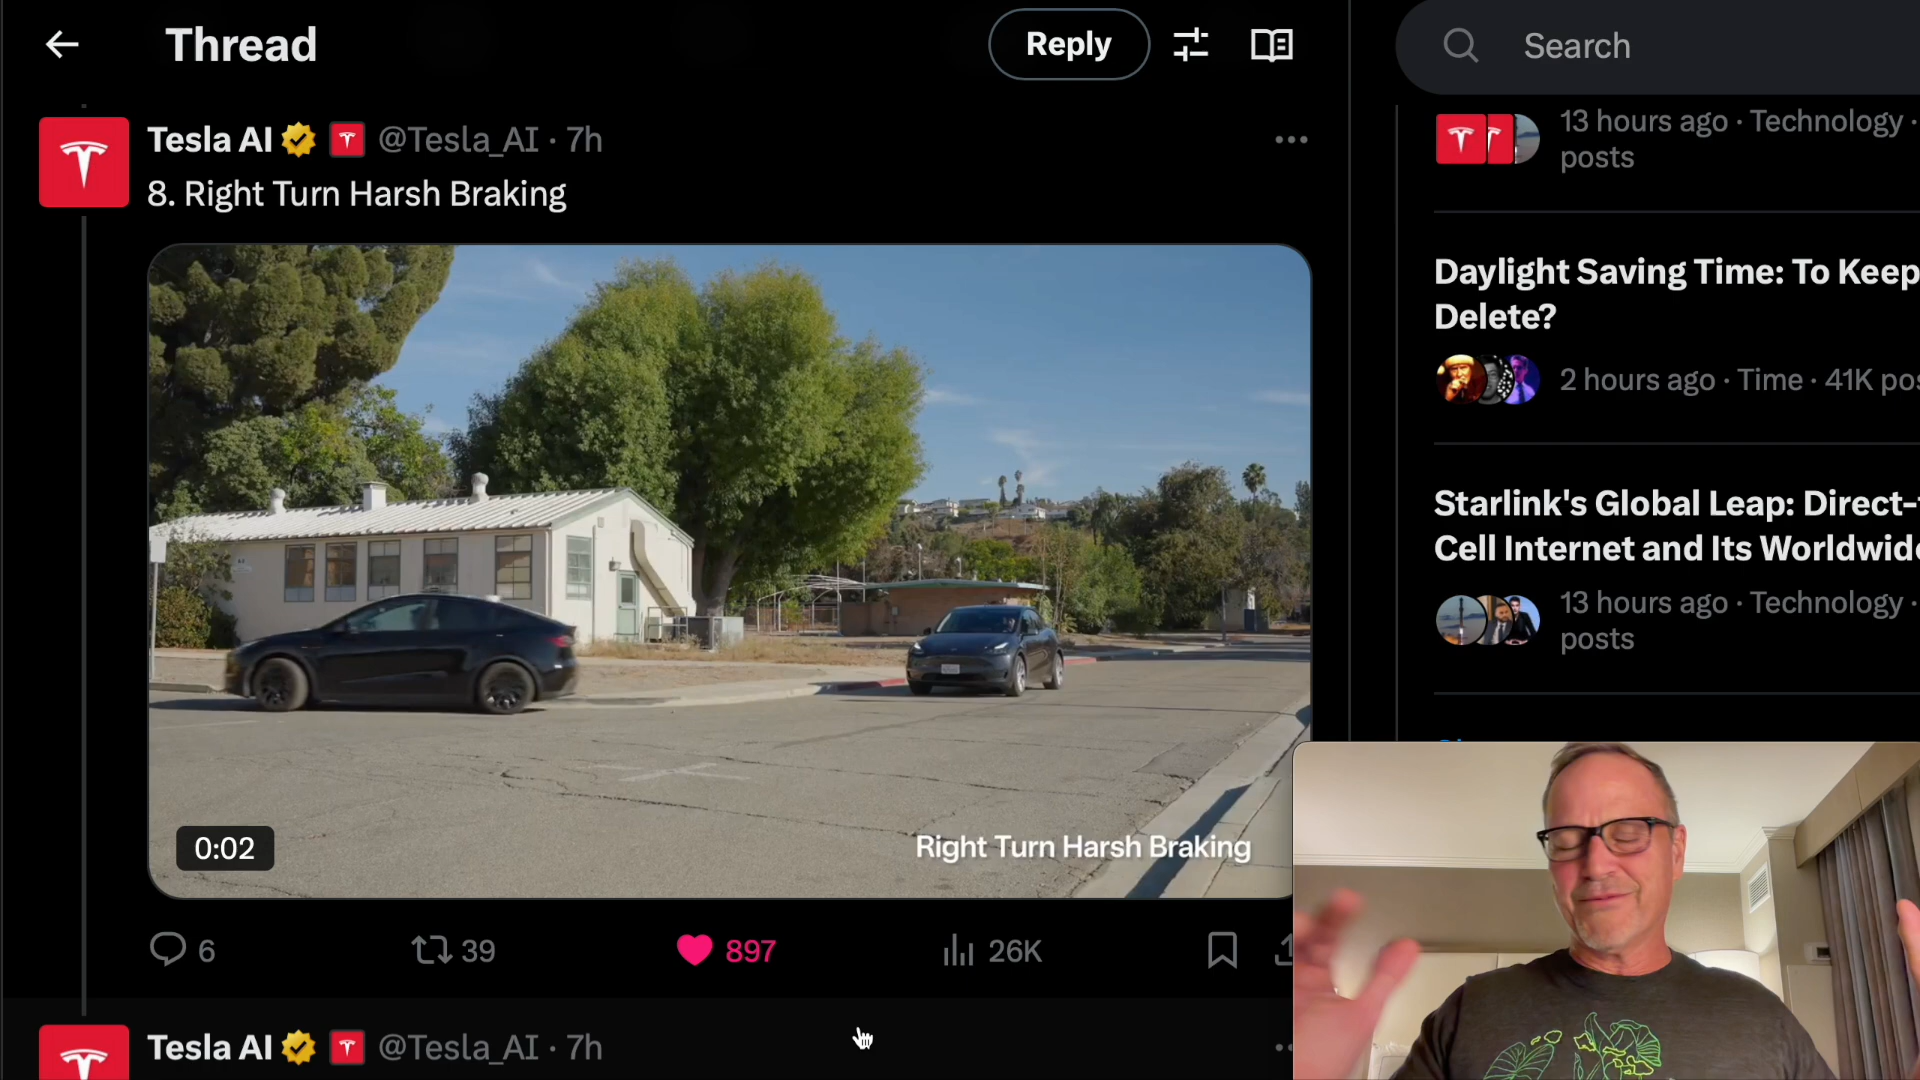 Thread
Reply
Search
Tesla AI @Tesla_AI · 7h
8. Right Turn Harsh Braking
0:02
Right Turn Harsh Braking
6
39
897
26K
Tesla AI @Tesla_AI · 7h
13 hours ago · Technology ·
posts
Daylight Saving Time: To Keep
Delete?
2 hours ago · Time · 41K pos
Starlink's Global Leap: Direct-
Cell Internet and Its Worldwide
13 hours ago · Technology ·
posts